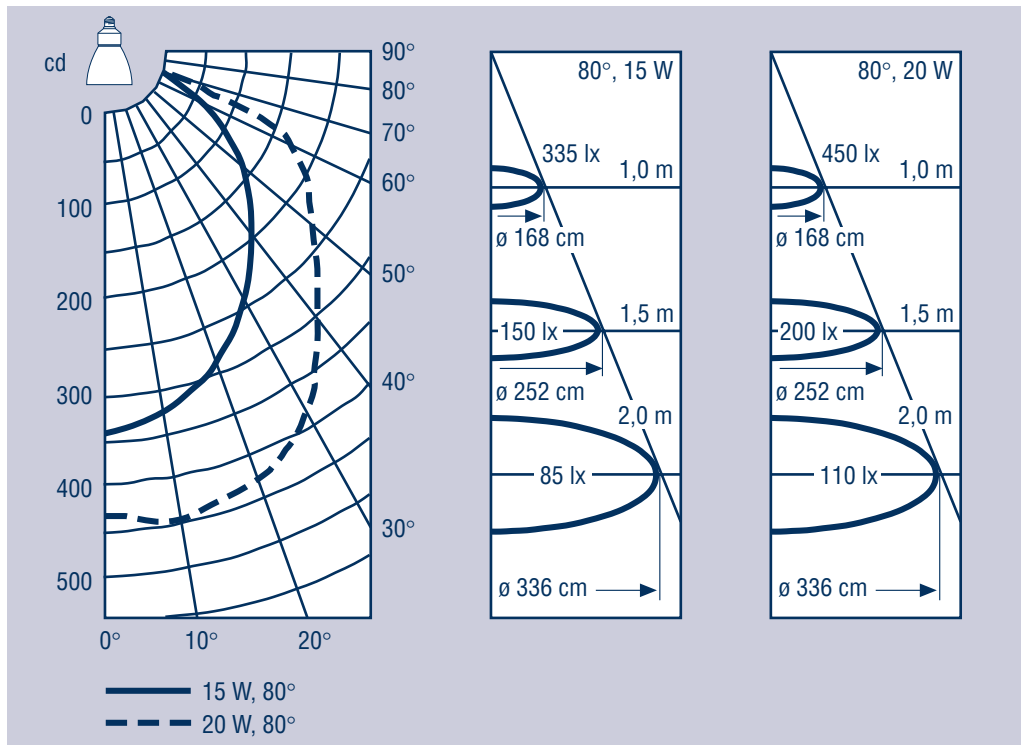 cd
0
100
200
300
400
500
90°
80°
70°
60°
50°
40°
30°
0°
10°
20°
15 W, 80°
20 W, 80°
80°, 15 W
335 lx
1,0 m
ø 168 cm
1,5 m
150 lx
ø 252 cm
2,0 m
85 lx
ø 336 cm
80°, 20 W
450 lx
1,0 m
ø 168 cm
1,5 m
200 lx
ø 252 cm
2,0 m
110 lx
ø 336 cm